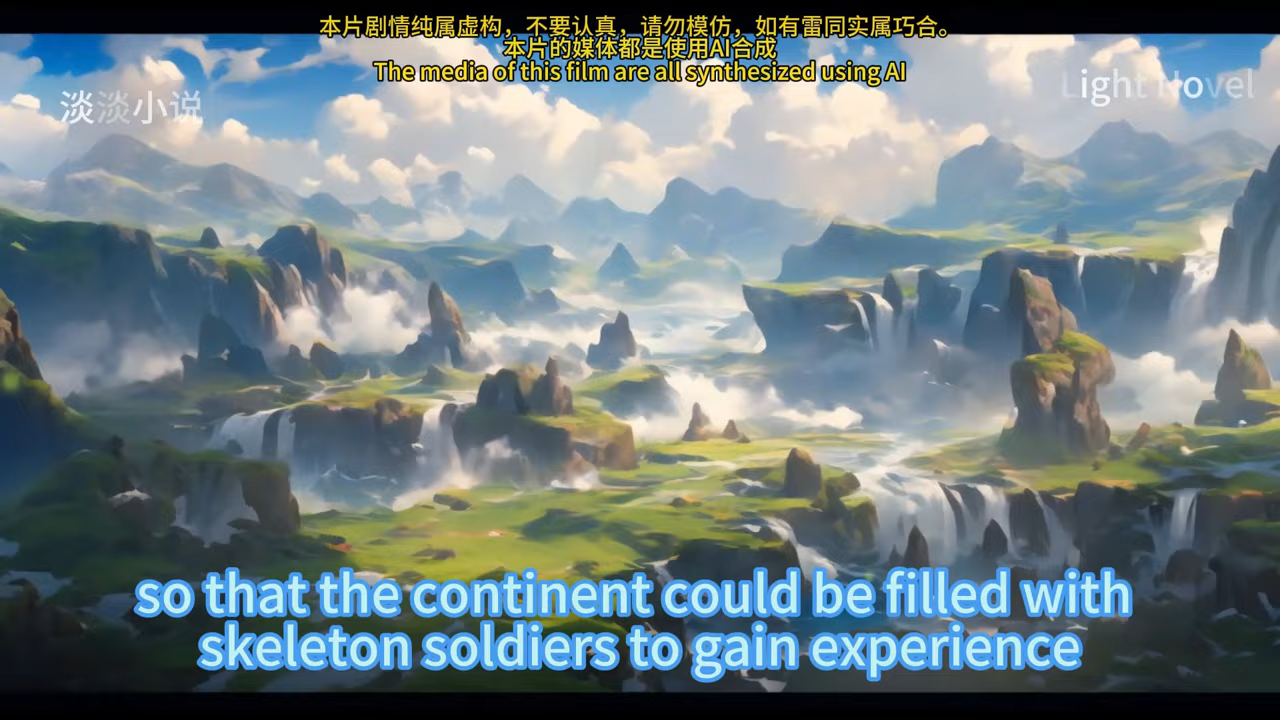 本片剧情纯属虚构，不要认真，请勿模仿，如有雷同实属巧合。
本片的媒体都是使用AI合成
The media of this film are all synthesized using AI
淡淡小说
Light Novel
so that the continent could be filled with
skeleton soldiers to gain experience